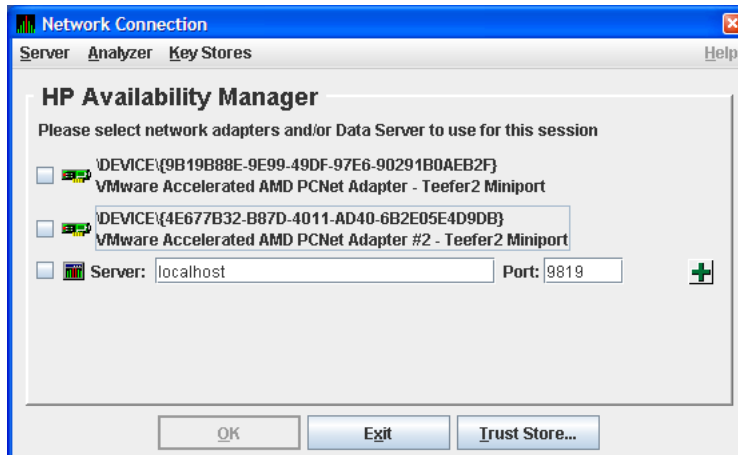 Network Connection
Server Analyzer Key Stores Help
HP Availability Manager
Please select network adapters and/or Data Server to use for this session
\DEVICE\{9B19B88E-9E99-49DF-97E6-90291B0AEB2F}
VMware Accelerated AMD PCNet Adapter - Teefer2 Miniport
\DEVICE\{4E677B32-B87D-4011-AD40-6B2E05E4D9DB}
VMware Accelerated AMD PCNet Adapter #2 - Teefer2 Miniport
Server: localhost Port: 9819
OK Exit Trust Store...